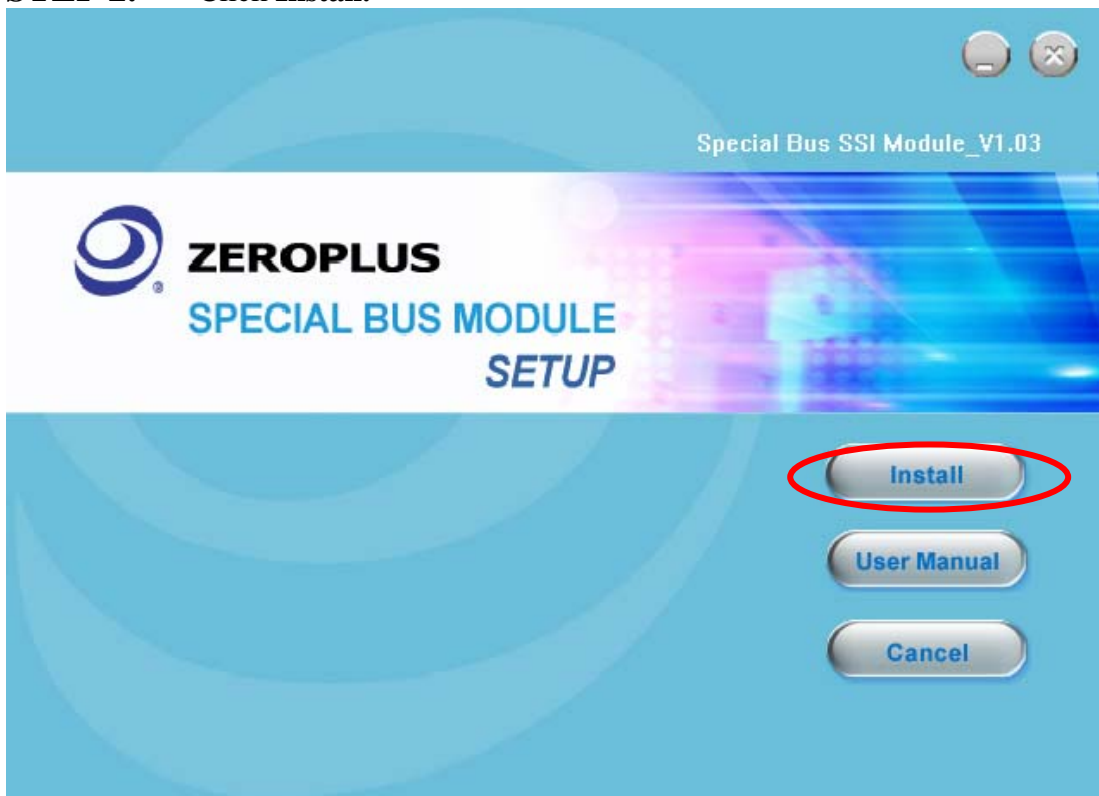 Special Bus SSI Module_V1.03
ZEROPLUS
®
SPECIAL BUS MODULE
SETUP
Install
User Manual
Cancel